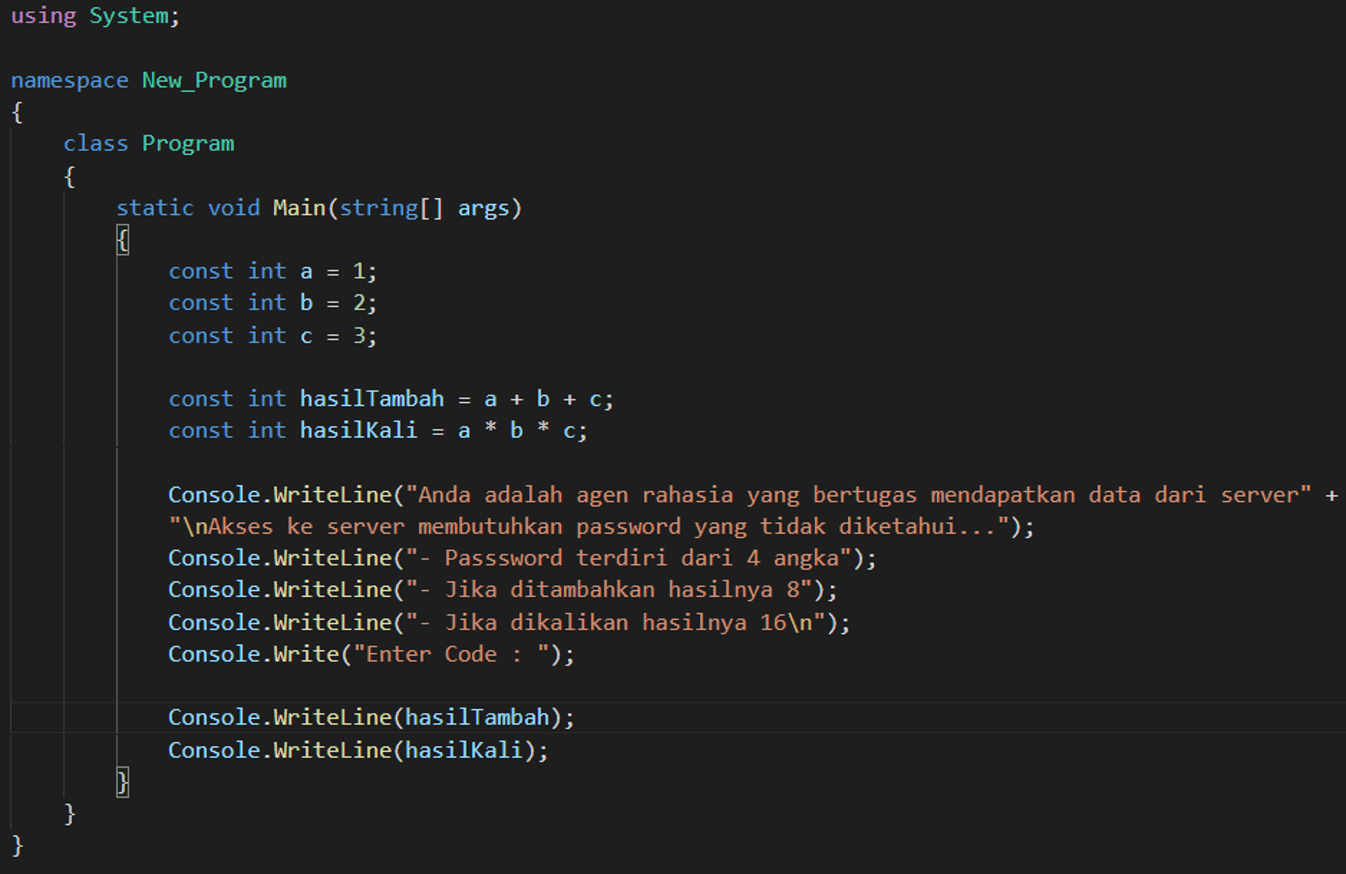 using System;
namespace New_Program
{
class Program
{
static void Main(string[] args)
{
const int a = 1;
const int b = 2;
const int c = 3;
const int hasilTambah = a + b + c;
const int hasilKali = a * b * c;
Console.WriteLine("Anda adalah agen rahasia yang bertugas mendapatkan data dari server" +
"\nAkses ke server membutuhkan password yang tidak diketahui...");
Console.WriteLine("- Passsword terdiri dari 4 angka");
Console.WriteLine("- Jika ditambahkan hasilnya 8");
Console.WriteLine("- Jika dikalikan hasilnya 16\n");
Console.Write("Enter Code : ");
Console.WriteLine(hasilTambah);
Console.WriteLine(hasilKali);
}
}
}